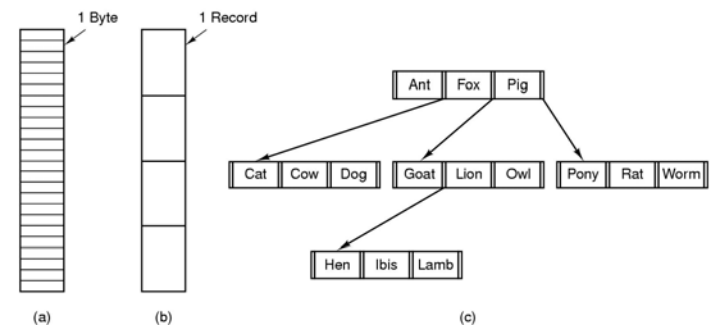 1 Byte
1 Record
Ant Fox Pig
Cat Cow Dog
Goat Lion Owl
Pony Rat Worm
Hen Ibis Lamb
(a)
(b)
(c)